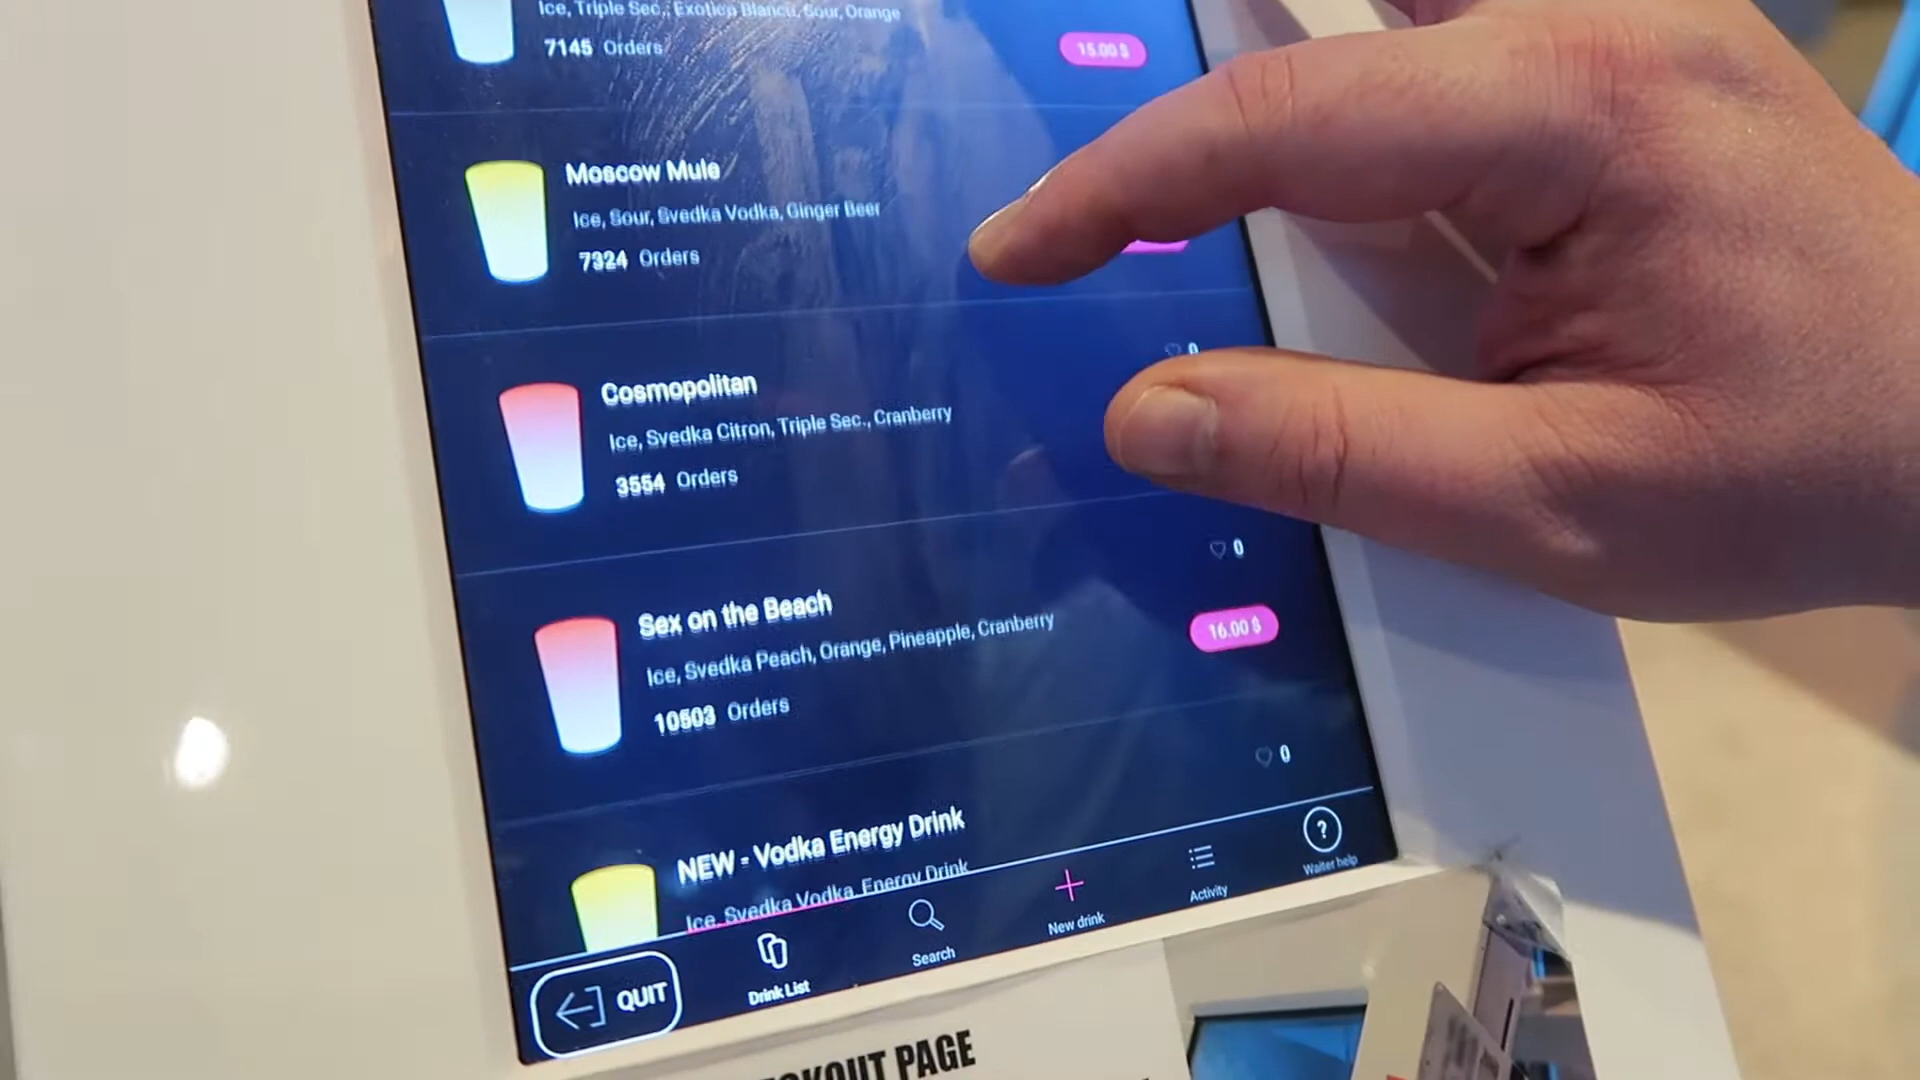 Ice, Triple Sec., Exotico Blanco, Sour, Orange
7145 Orders
15.00 $
Moscow Mule
Ice, Sour, Svedka Vodka, Ginger Beer
7324 Orders
0
Cosmopolitan
Ice, Svedka Citron, Triple Sec., Cranberry
3554 Orders
0
Sex on the Beach
Ice, Svedka Peach, Orange, Pineapple, Cranberry
16.00 $
10503 Orders
0
NEW - Vodka Energy Drink
Ice, Svedka Vodka, Energy Drink
QUIT
Drink List
Search
New drink
Activity
?
Waiter help
PAGE